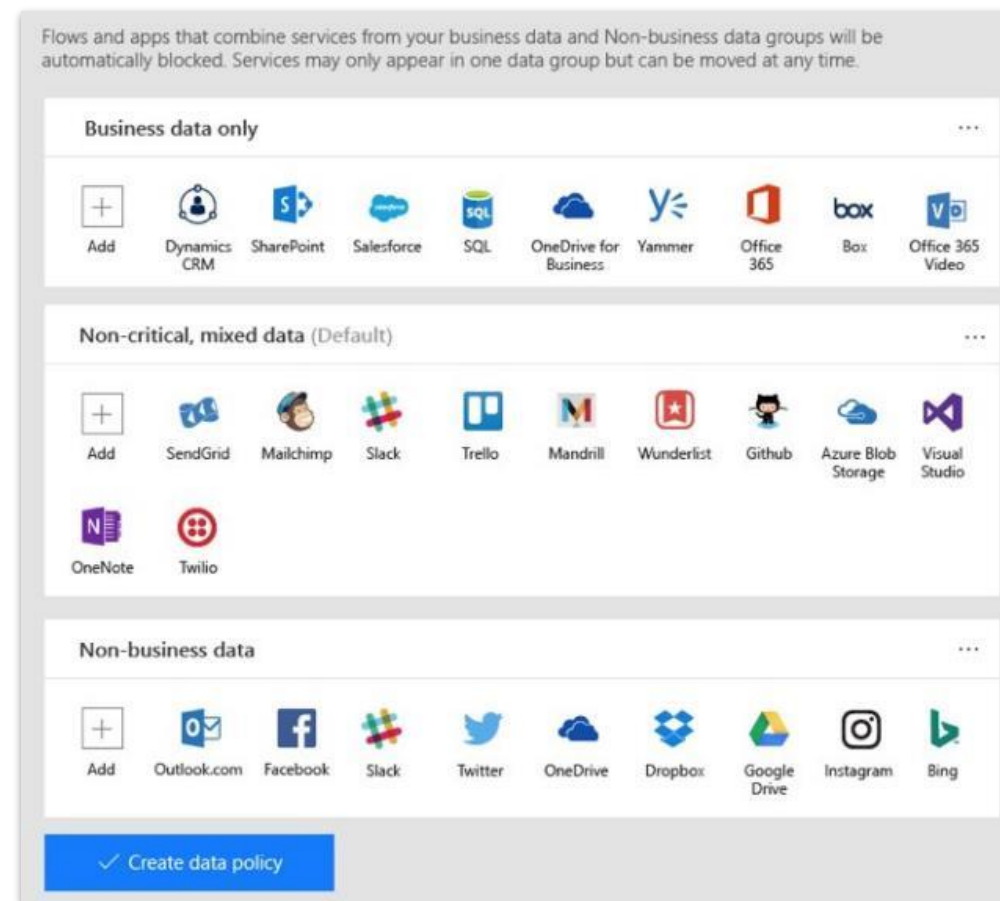 Flows and apps that combine services from your business data and Non-business data groups will be
automatically blocked. Services may only appear in one data group but can be moved at any time.
Business data only
...
S
salesforce
SQL
box
V
Add
Dynamics CRM
SharePoint
Salesforce
SQL
OneDrive for Business
Yammer
Office 365
Box
Office 365 Video
Non-critical, mixed data (Default)
...
Add
SendGrid
Mailchimp
Slack
Trello
Mandrill
Wunderlist
Github
Azure Blob Storage
Visual Studio
N
OneNote
Twilio
Non-business data
...
Add
Outlook.com
Facebook
Slack
Twitter
OneDrive
Dropbox
Google Drive
Instagram
Bing
Create data policy